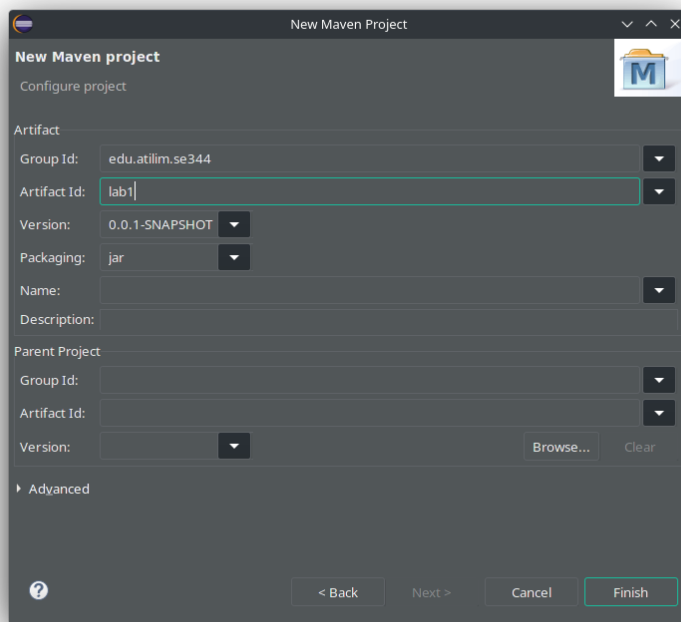 New Maven Project
New Maven project
Configure project
M
Artifact
Group Id: edu.atilim.se344
Artifact Id: lab1
Version: 0.0.1-SNAPSHOT
Packaging: jar
Name:
Description:
Parent Project
Group Id:
Artifact Id:
Version: Browse... Clear
Advanced
? < Back Next > Cancel Finish